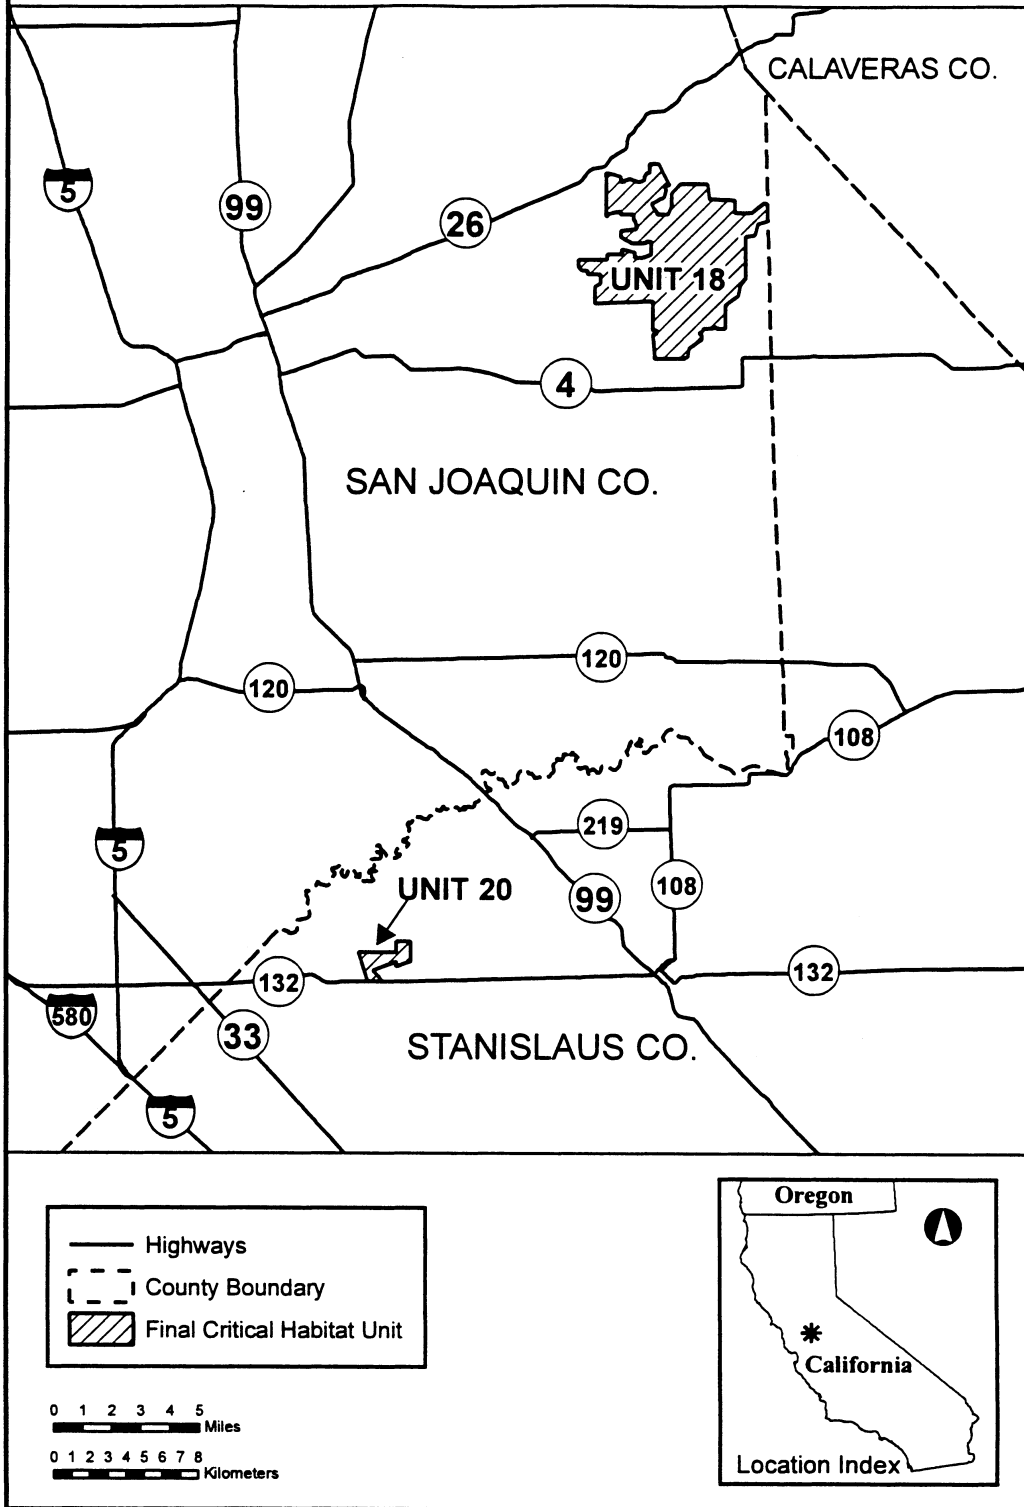 CALAVERAS CO.
5
99
26
UNIT 18
4
SAN JOAQUIN CO.
120
120
108
219
5
UNIT 20
99
108
132
132
580
33
STANISLAUS CO.
5
Highways
County Boundary
Final Critical Habitat Unit
0 1 2 3 4 5
Miles
0 1 2 3 4 5 6 7 8
Kilometers
Oregon
California
Location Index